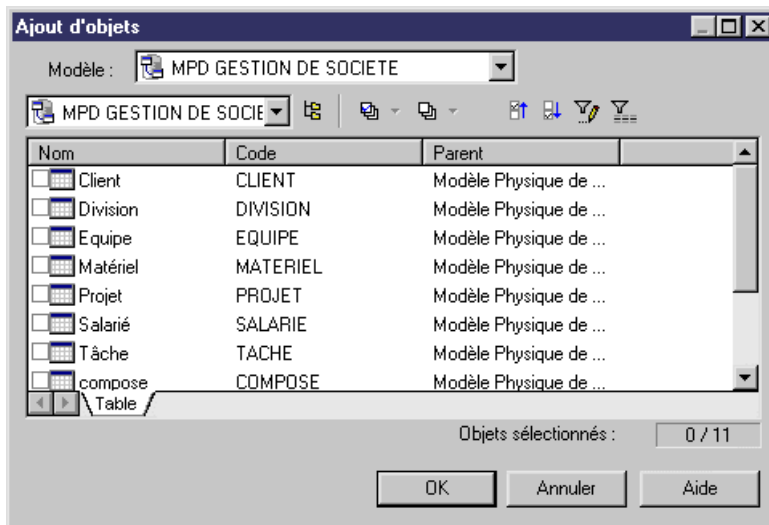 Ajout d'objets
Modèle : MPD GESTION DE SOCIETE
MPD GESTION DE SOCIE
Nom Code Parent
Client CLIENT Modèle Physique de ...
Division DIVISION Modèle Physique de ...
Equipe EQUIPE Modèle Physique de ...
Matériel MATERIEL Modèle Physique de ...
Projet PROJET Modèle Physique de ...
Salarié SALARIE Modèle Physique de ...
Tâche TACHE Modèle Physique de ...
compose COMPOSE Modèle Physique de ...
Table
Objets sélectionnés : 0 / 11
OK Annuler Aide